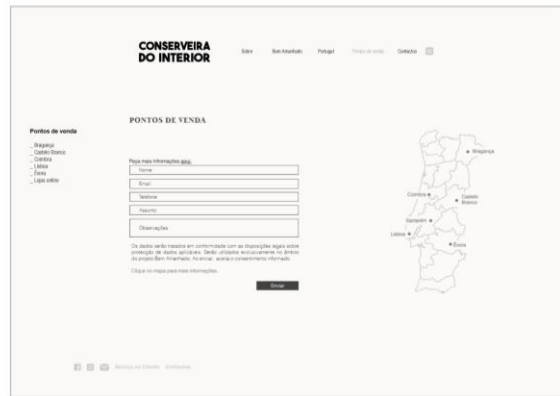 CONSERVEIRA
DO INTERIOR
Sobre
Bem Amanhado
Portugal
Pontos de venda
Contactos
Pontos de venda
_ Bragança
_ Castelo Branco
_ Coimbra
_ Lisboa
_ Évora
_ Lojas online
PONTOS DE VENDA
Peça mais informações aqui.
Nome
Email
Telefone
Assunto
Observações
Os dados serão tratados em conformidade com as disposições legais sobre
protecção de dados aplicáveis. Serão utilizados exclusivamente no âmbito
do projeto Bem Amanhado. Ao enviar, aceita o consentimento informado.
Clique no mapa para mais informações.
Enviar
Bragança
Coimbra
Castelo
Branco
Santarém
Lisboa
Évora
Serviço ao Cliente
Contactos